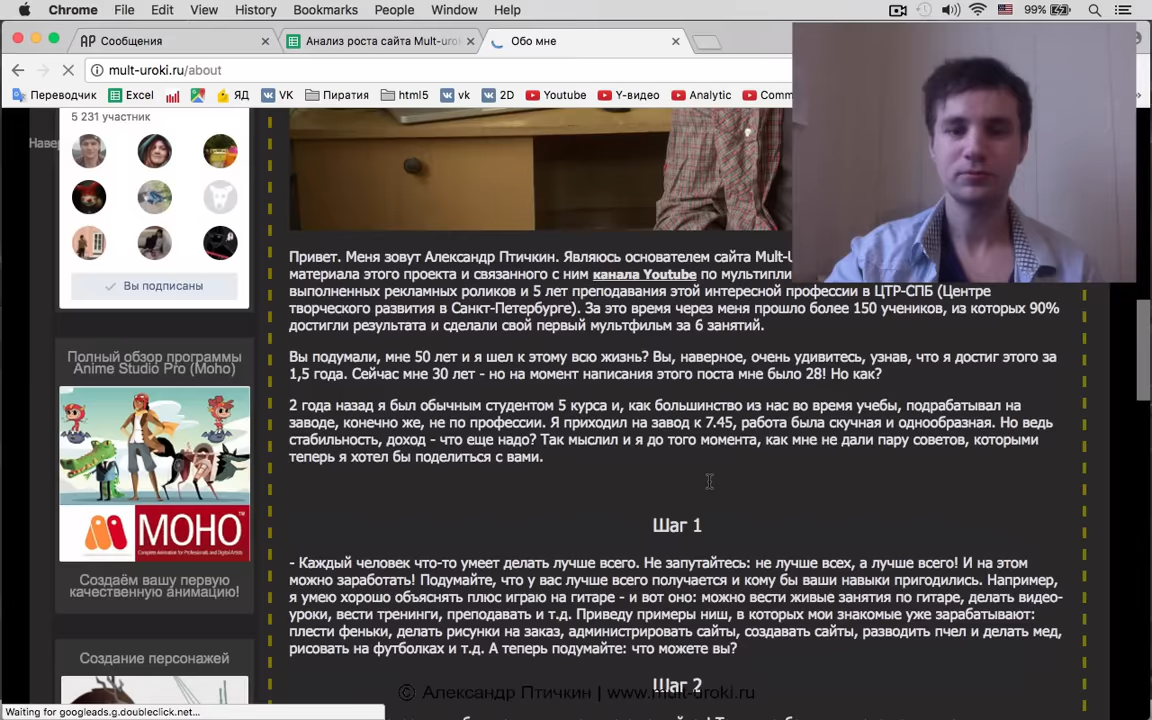 Chrome File Edit View History Bookmarks People Window Help 99%
Сообщения
Анализ роста сайта Mult-uro
Обо мне
mult-uroki.ru/about
Переводчик Excel ЯД VK Пиратия html5 vk 2D Youtube Y-видео Analytic Comm
5 231 участник
Вы подписаны
Полный обзор программы
Anime Studio Pro (Moho)
MOHO
Создаём вашу первую
качественную анимацию!
Создание персонажей
Привет. Меня зовут Александр Птичкин. Являюсь основателем сайта Mult-U
материала этого проекта и связанного с ним канала Youtube по мультипли
выполненных рекламных роликов и 5 лет преподавания этой интересной профессии в ЦТР-СПБ (Центре
творческого развития в Санкт-Петербурге). За это время через меня прошло более 150 учеников, из которых 90%
достигли результата и сделали свой первый мультфильм за 6 занятий.
Вы подумали, мне 50 лет и я шел к этому всю жизнь? Вы, наверное, очень удивитесь, узнав, что я достиг этого за
1,5 года. Сейчас мне 30 лет - но на момент написания этого поста мне было 28! Но как?
2 года назад я был обычным студентом 5 курса и, как большинство из нас во время учебы, подрабатывал на
заводе, конечно же, не по профессии. Я приходил на завод к 7.45, работа была скучная и однообразная. Но ведь
стабильность, доход - что еще надо? Так мыслил и я до того момента, как мне не дали пару советов, которыми
теперь я хотел бы поделиться с вами.
Шаг 1
- Каждый человек что-то умеет делать лучше всего. Не запутайтесь: не лучше всех, а лучше всего! И на этом
можно заработать! Подумайте, что у вас лучше всего получается и кому бы ваши навыки пригодились. Например,
я умею хорошо объяснять плюс играю на гитаре - и вот оно: можно вести живые занятия по гитаре, делать видео-
уроки, вести тренинги, преподавать и т.д. Приведу примеры ниш, в которых мои знакомые уже зарабатывают:
плести феньки, делать рисунки на заказ, администрировать сайты, создавать сайты, разводить пчел и делать мед,
рисовать на футболках и т.д. А теперь подумайте: что можете вы?
Шаг 2
© Александр Птичкин | www.mult-uroki.ru
Waiting for googleads.g.doubleclick.net...